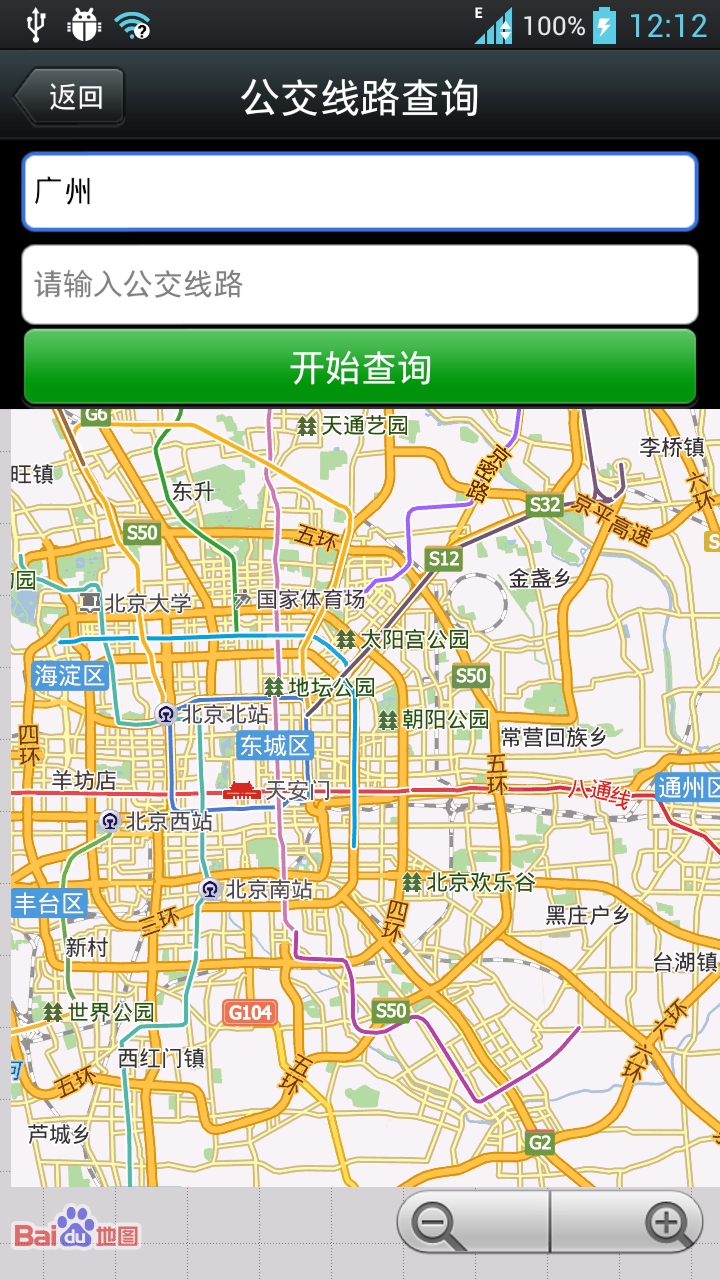 E 100% 12:12
返回
公交线路查询
广州
请输入公交线路
开始查询
G6
天通艺园
京密路
李桥镇
旺镇
东升
六环
S32
京平高速
S50
五环
S
S12
园
金盏乡
北京大学
国家体育场
太阳宫公园
海淀区
S50
地坛公园
北京北站
朝阳公园
四环
东城区
常营回族乡
五环
羊坊店
天安门
八通线
通州区
北京西站
北京南站
北京欢乐谷
丰台区
三环
四环
黑庄户乡
新村
台湖镇
世界公园
G104
S50
六环
西红门镇
河
五环
五环
六环
芦城乡
G2
Baidu地图